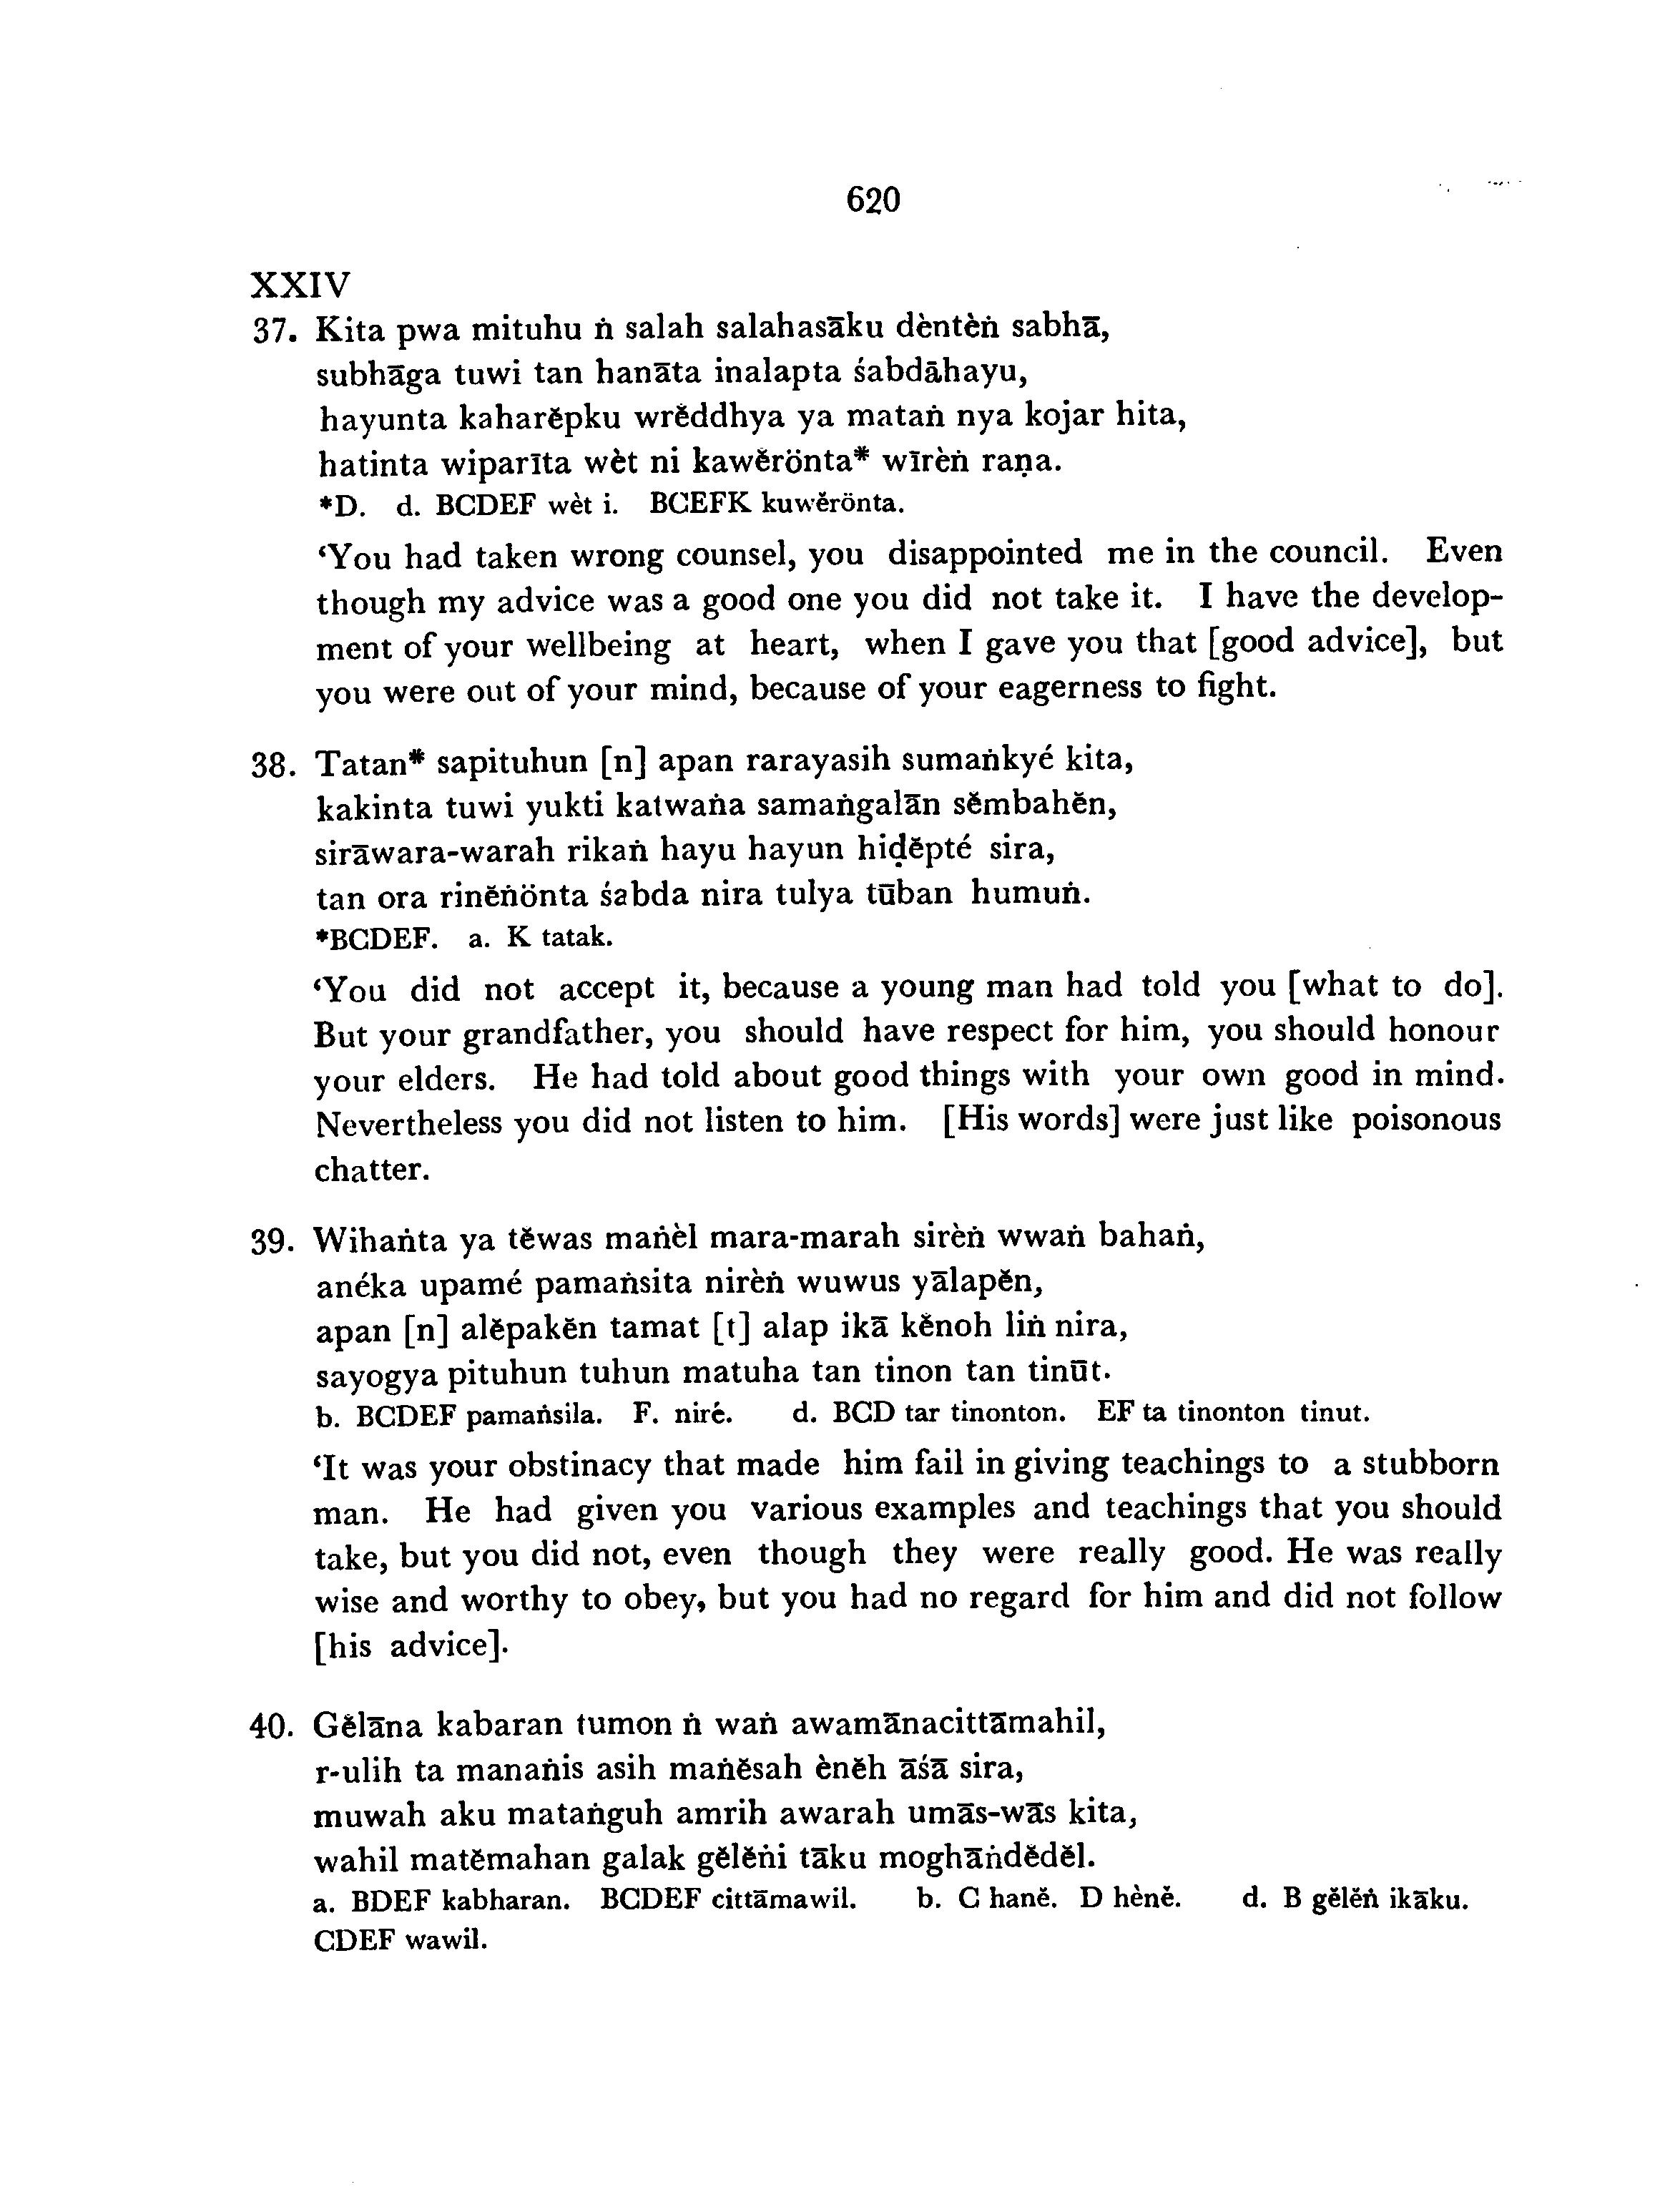 620
XXIV
37. Kita pwa mituhu ṅ salah salahasāku dèntèṅ sabhā,
subhāga tuwi tan hanāta inalapta śabdāhayu,
hayunta kaharĕpku wrĕddhya ya mataṅ nya kojar hita,
hatinta wiparīta wèt ni kawĕrönta* wīrèṅ raṇa.
*D. d. BCDEF wèt i. BCEFK kuwĕrönta.
‘You had taken wrong counsel, you disappointed me in the council. Even
though my advice was a good one you did not take it. I have the develop-
ment of your wellbeing at heart, when I gave you that [good advice], but
you were out of your mind, because of your eagerness to fight.
38. Tatan* sapituhun [n] apan rarayasih sumaṅkyé kita,
kakinta tuwi yukti katwaṅa samaṅgalān sĕmbahĕn,
sirāwara-warah rikaṅ hayu hayun hiḍĕpté sira,
tan ora rinĕṅönta śabda nira tulya tūban humuṅ.
*BCDEF. a. K tatak.
‘You did not accept it, because a young man had told you [what to do].
But your grandfather, you should have respect for him, you should honour
your elders. He had told about good things with your own good in mind.
Nevertheless you did not listen to him. [His words] were just like poisonous
chatter.
39. Wihaṅta ya tĕwas maṅèl mara-marah sirèṅ wwaṅ bahaṅ,
anéka upamé pamaṅsita nirèṅ wuwus yālapĕn,
apan [n] alĕpakĕn tamat [t] alap ikā kĕnoh liṅ nira,
sayogya pituhun tuhun matuha tan tinon tan tinūt.
b. BCDEF pamaṅsila. F. niré. d. BCD tar tinonton. EF ta tinonton tinut.
‘It was your obstinacy that made him fail in giving teachings to a stubborn
man. He had given you various examples and teachings that you should
take, but you did not, even though they were really good. He was really
wise and worthy to obey, but you had no regard for him and did not follow
[his advice].
40. Gĕlāna kabaran tumon ṅ waṅ awamānacittāmahil,
r-ulih ta manaṅis asih maṅĕsah ènĕh āśā sira,
muwah aku mataṅguh amrih awarah umās-wās kita,
wahil matĕmahan galak gĕlĕṅi tāku moghāṅdĕdĕl.
a. BDEF kabharan. BCDEF cittāmawil. b. C hanĕ. D hènĕ. d. B gĕlĕṅ ikāku.
CDEF wawil.